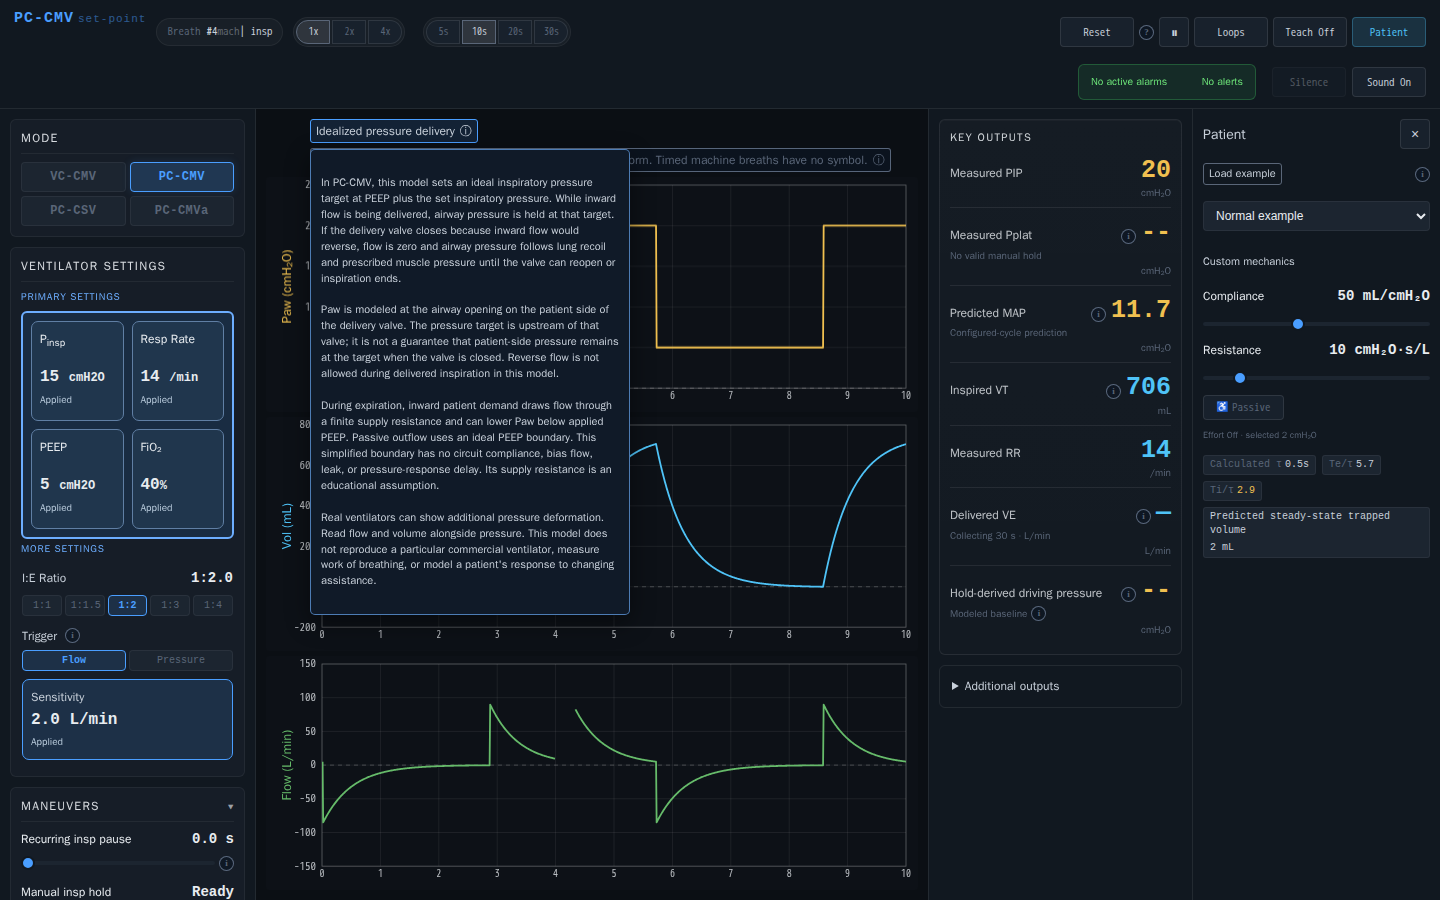 PC-CMV set-point
Breath #4 mach | insp
1x 2x 4x
5s 10s 20s 30s
Reset ? Loops Teach Off Patient
No active alarms No alerts Silence Sound On
MODE
VC-CMV PC-CMV
PC-CSV PC-CMVa
VENTILATOR SETTINGS
PRIMARY SETTINGS
Pinsp
15 cmH2O
Applied
Resp Rate
14 /min
Applied
PEEP
5 cmH2O
Applied
FiO₂
40%
Applied
MORE SETTINGS
I:E Ratio 1:2.0
1:1 1:1.5 1:2 1:3 1:4
Trigger i
Flow Pressure
Sensitivity
2.0 L/min
Applied
MANEUVERS
Recurring insp pause 0.0 s
i
Manual insp hold Ready
Idealized pressure delivery ⓘ
orm. Timed machine breaths have no symbol. ⓘ
In PC-CMV, this model sets an ideal inspiratory pressure
target at PEEP plus the set inspiratory pressure. While inward
flow is being delivered, airway pressure is held at that target.
If the delivery valve closes because inward flow would
reverse, flow is zero and airway pressure follows lung recoil
and prescribed muscle pressure until the valve can reopen or
inspiration ends.
Paw is modeled at the airway opening on the patient side of
the delivery valve. The pressure target is upstream of that
valve; it is not a guarantee that patient-side pressure remains
at the target when the valve is closed. Reverse flow is not
allowed during delivered inspiration in this model.
During expiration, inward patient demand draws flow through
a finite supply resistance and can lower Paw below applied
PEEP. Passive outflow uses an ideal PEEP boundary. This
simplified boundary has no circuit compliance, bias flow,
leak, or pressure-response delay. Its supply resistance is an
educational assumption.
Real ventilators can show additional pressure deformation.
Read flow and volume alongside pressure. This model does
not reproduce a particular commercial ventilator, measure
work of breathing, or model a patient's response to changing
assistance.
Paw (cmH₂O)
6 7 8 9 10
Vol (mL)
-200
0 1 2 3 4 5 6 7 8 9 10
Flow (L/min)
150
100
50
0
-50
-100
-150
0 1 2 3 4 5 6 7 8 9 10
KEY OUTPUTS
Measured PIP 20
cmH₂O
Measured Pplat i --
No valid manual hold
cmH₂O
Predicted MAP i 11.7
Configured-cycle prediction
cmH₂O
Inspired VT i 706
mL
Measured RR 14
/min
Delivered VE i —
Collecting 30 s · L/min
L/min
Hold-derived driving pressure i --
Modeled baseline i
cmH₂O
▶ Additional outputs
Patient ×
Load example i
Normal example
Custom mechanics
Compliance 50 mL/cmH₂O
Resistance 10 cmH₂O·s/L
Passive
Effort Off · selected 2 cmH₂O
Calculated τ 0.5s Te/τ 5.7
Ti/τ 2.9
Predicted steady-state trapped
volume
2 mL